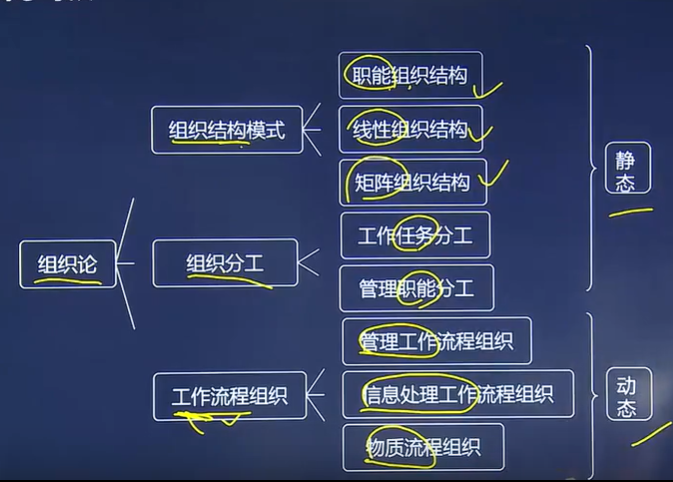 职能组织结构
组织结构模式
线性组织结构
矩阵组织结构
静
态
工作任务分工
组织论
组织分工
管理职能分工
管理工作流程组织
工作流程组织
信息处理工作流程组织
动
态
物质流程组织